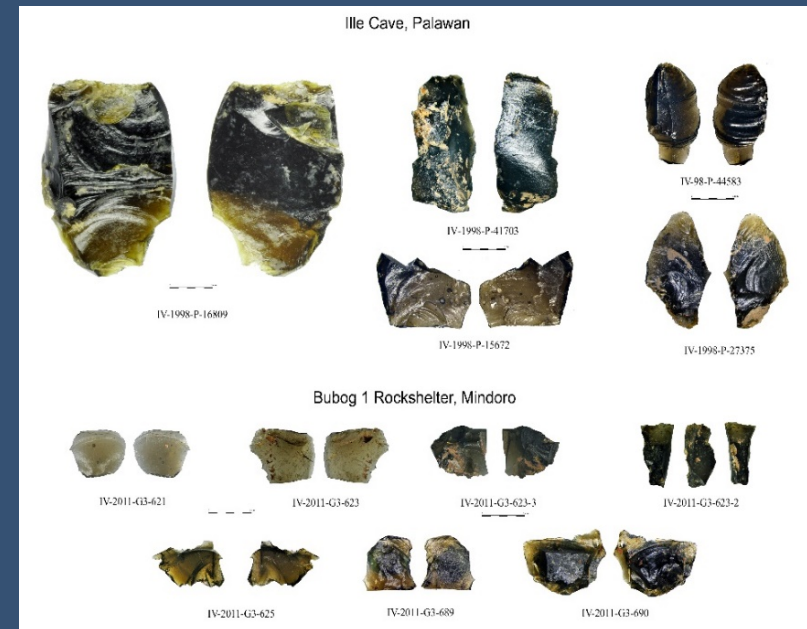 Ille Cave, Palawan
IV-98-P-44583
IV-1998-P-41703
IV-1998-P-16809
IV-1998-P-15672
IV-1998-P-27375
Bubog 1 Rockshelter, Mindoro
IV-2011-G3-621
IV-2011-G3-623
IV-2011-G3-623-3
IV-2011-G3-623-2
IV-2011-G3-625
IV-2011-G3-689
IV-2011-G3-690